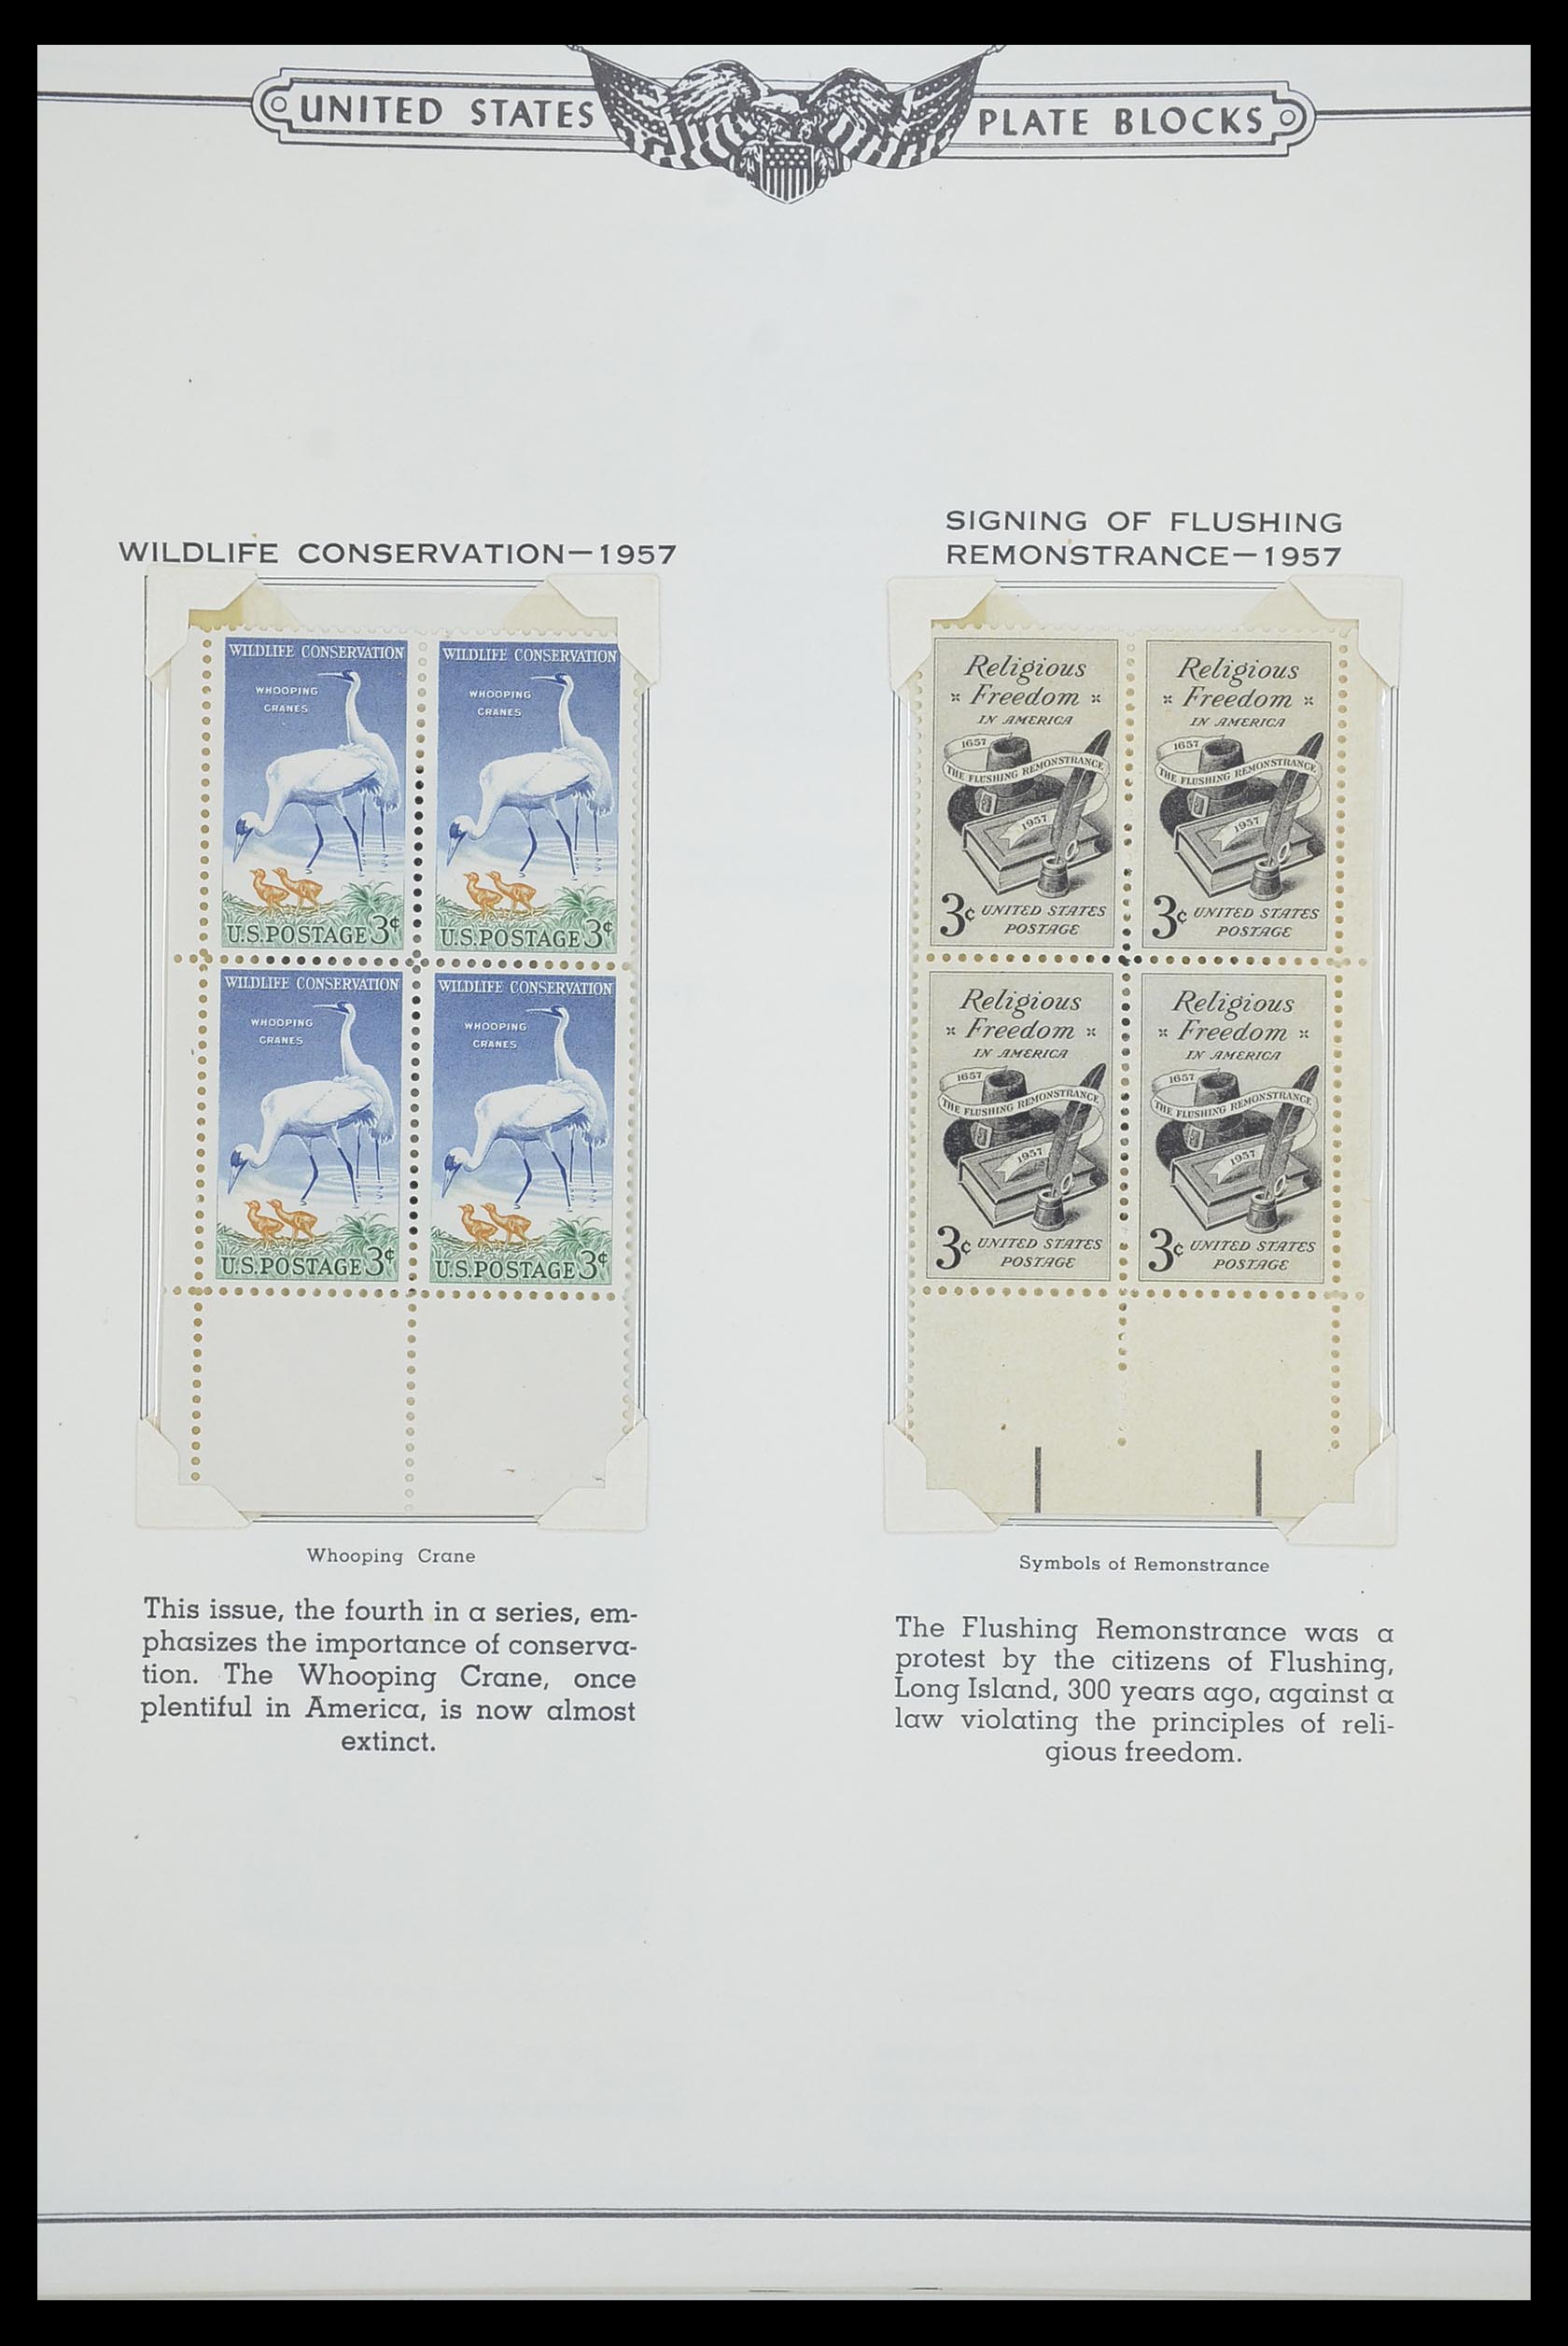 UNITED STATES PLATE BLOCKS
WILDLIFE CONSERVATION—1957
WILDLIFE CONSERVATION
WHOOPING
CRANES
U.S.POSTAGE 3¢
WILDLIFE CONSERVATION
WHOOPING
CRANES
U.S.POSTAGE 3¢
WILDLIFE CONSERVATION
WHOOPING
CRANES
U.S.POSTAGE 3¢
WILDLIFE CONSERVATION
WHOOPING
CRANES
U.S.POSTAGE 3¢
Whooping Crane
This issue, the fourth in a series, em-
phasizes the importance of conserva-
tion. The Whooping Crane, once
plentiful in America, is now almost
extinct.
SIGNING OF FLUSHING
REMONSTRANCE—1957
Religious
Freedom
IN AMERICA
1657
THE FLUSHING REMONSTRANCE
1957
3¢ UNITED STATES
POSTAGE
Religious
Freedom
IN AMERICA
1657
THE FLUSHING REMONSTRANCE
1957
3¢ UNITED STATES
POSTAGE
Religious
Freedom
IN AMERICA
1657
THE FLUSHING REMONSTRANCE
1957
3¢ UNITED STATES
POSTAGE
Religious
Freedom
IN AMERICA
1657
THE FLUSHING REMONSTRANCE
1957
3¢ UNITED STATES
POSTAGE
Symbols of Remonstrance
The Flushing Remonstrance was a
protest by the citizens of Flushing,
Long Island, 300 years ago, against a
law violating the principles of reli-
gious freedom.